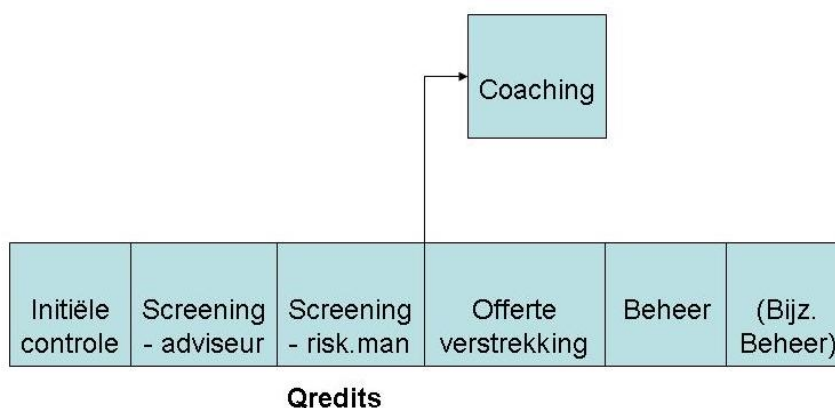 Coaching
Initiële
controle
Screening
- adviseur
Screening
- risk.man
Offerte
verstrekking
Beheer
(Bijz.
Beheer)
Qredits